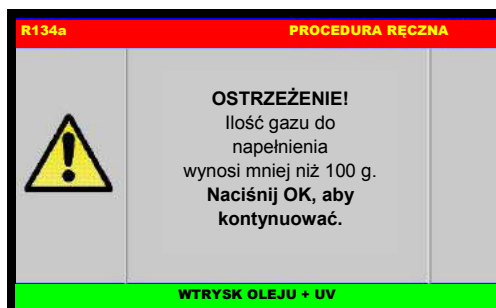 R134a PROCEDURA RĘCZNA
OSTRZEŻENIE!
Ilość gazu do
napełnienia
wynosi mniej niż 100 g.
Naciśnij OK, aby
kontynuować.
WTRYSK OLEJU + UV